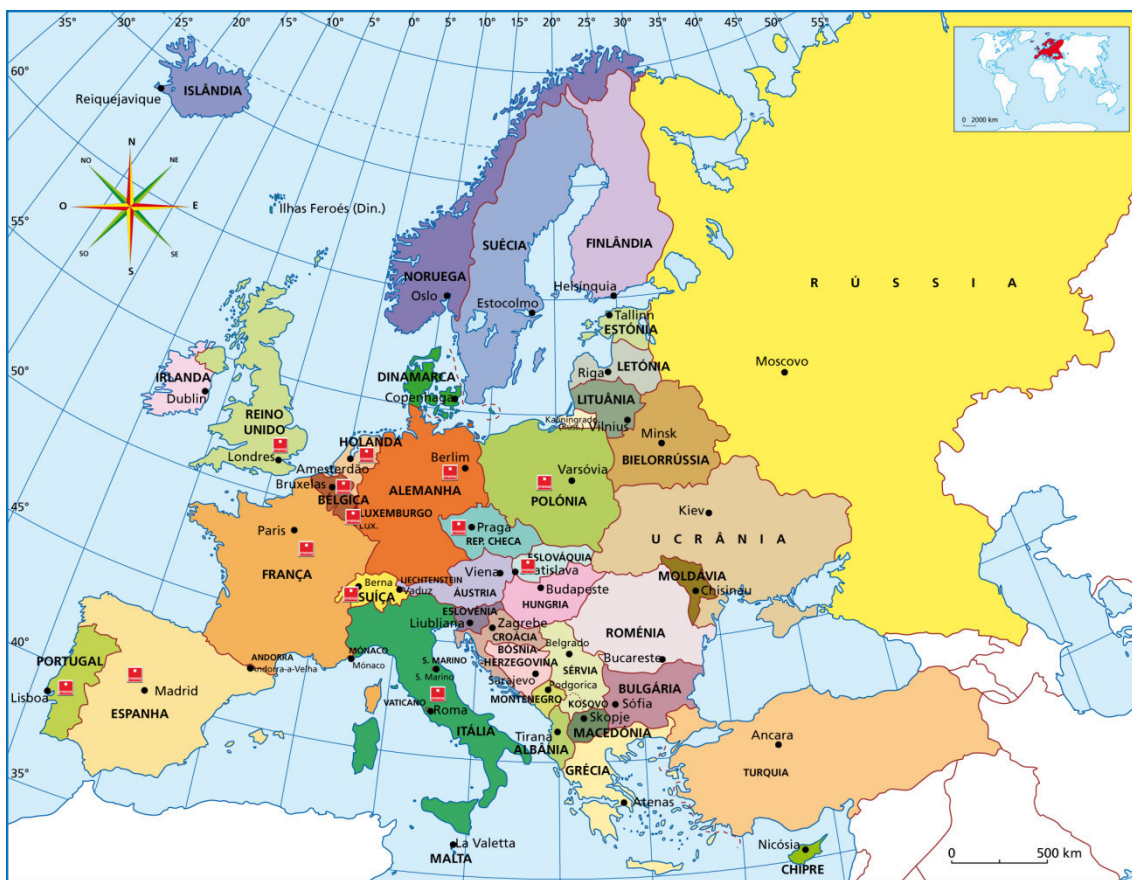 25° 20° 15° 10° 5° 0° 5° 10° 15° 20° 25° 30° 35° 40° 45° 50° 55°
60°
55°
50°
45°
40°
35°
0 2000 km
ISLÂNDIA
Reiquejavique
N
NO
NE
O
E
SO
SE
S
Ilhas Feroés (Din.)
SUÉCIA
FINLÂNDIA
NORUEGA
Oslo
Estocolmo
Helsínquia
Tallinn
ESTÓNIA
RÚSSIA
Moscovo
IRLANDA
Dublin
REINO
UNIDO
Londres
DINAMARCA
Copenhaga
Riga
LETÓNIA
LITUÂNIA
Kaliningrado
(Rús.)
Vilnius
Minsk
BIELORRÚSSIA
HOLANDA
Amesterdão
Bruxelas
BÉLGICA
LUXEMBURGO
Lux.
Berlim
ALEMANHA
Varsóvia
POLÓNIA
Praga
REP. CHECA
Kiev
UCRÂNIA
Paris
FRANÇA
Berna
SUÍÇA
LIECHTENSTEIN
Vaduz
Viena
ÁUSTRIA
ESLOVÁQUIA
atislava
Budapeste
HUNGRIA
MOLDÁVIA
Chisinau
ESLOVÉNIA
Liubliana
Zagrebe
CROÁCIA
BÓSNIA-
HERZEGOVINA
Sarajevo
Belgrado
SÉRVIA
ROMÉNIA
Bucareste
PORTUGAL
Lisboa
Madrid
ESPANHA
ANDORRA
Andorra-a-Velha
MÓNACO
Mónaco
S. MARINO
S. Marino
VATICANO
Roma
ITÁLIA
MONTENEGRO
Podgorica
KOSOVO
BULGÁRIA
Sófia
Skopje
MACEDÓNIA
Tirana
ALBÂNIA
GRÉCIA
Atenas
Ancara
TURQUIA
La Valetta
MALTA
Nicósia
CHIPRE
0 500 km